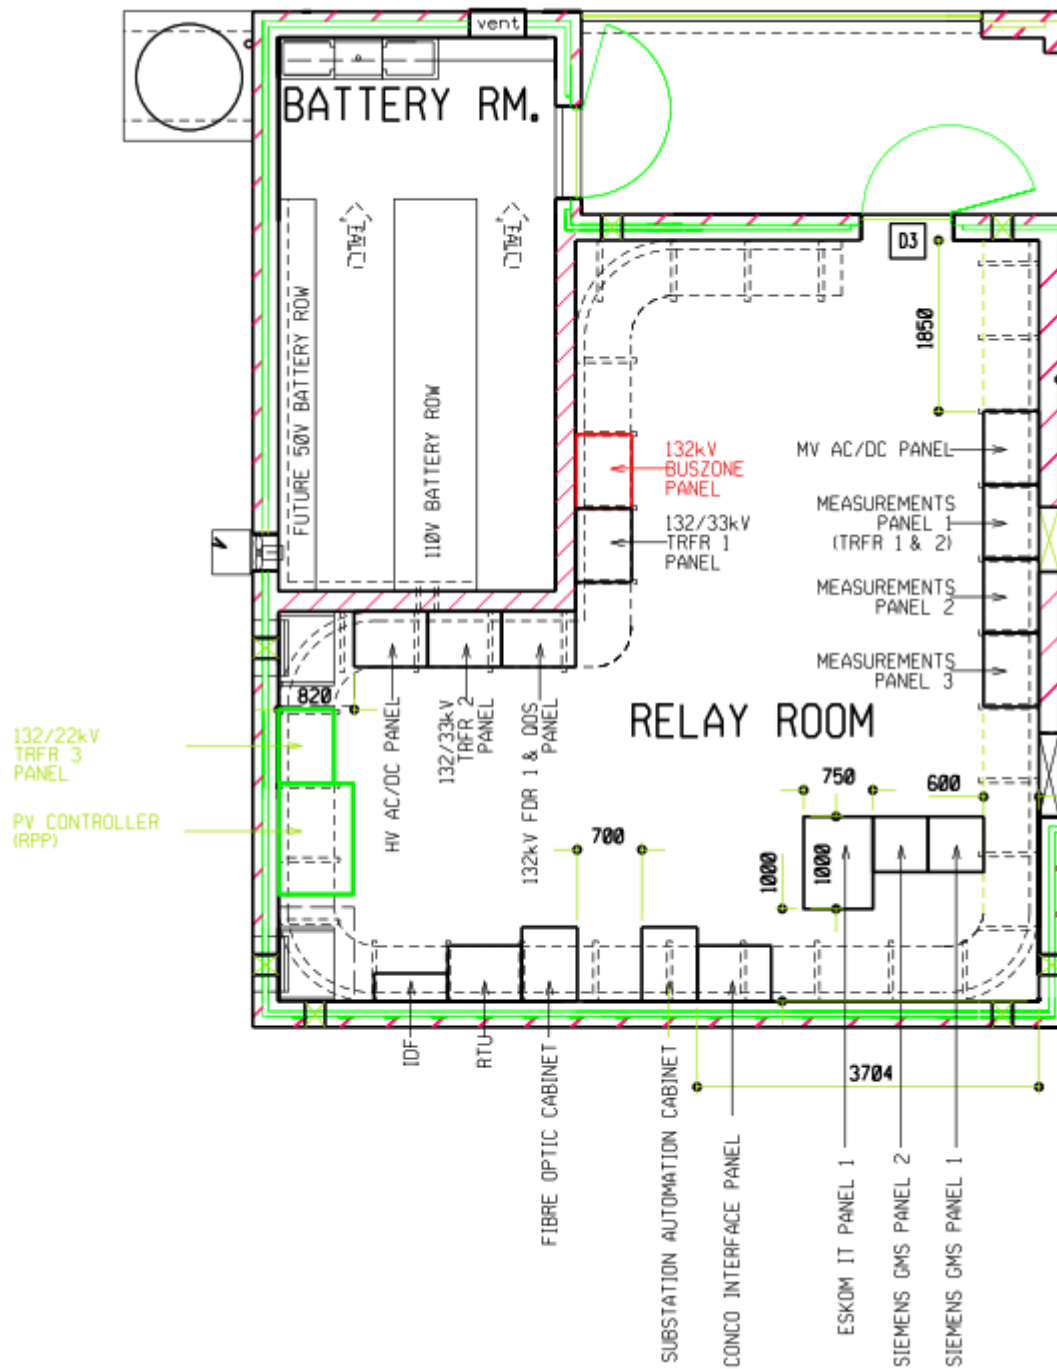 vent
BATTERY RM.
FALL
FALL
FUTURE 50V BATTERY ROW
110V BATTERY ROW
D3
1850
132kV
BUSZONE
PANEL
132/33kV
TRFR 1
PANEL
MV AC/DC PANEL
MEASUREMENTS
PANEL 1
(TRFR 1 & 2)
MEASUREMENTS
PANEL 2
MEASUREMENTS
PANEL 3
V
820
132/22kV
TRFR 3
PANEL
PV CONTROLLER
(RPP)
HV AC/DC PANEL
132/33kV
TRFR 2
PANEL
132kV FDR 1 & QOS
PANEL
RELAY ROOM
750
600
700
1000
1000
3704
IDF
RTU
FIBRE OPTIC CABINET
SUBSTATION AUTOMATION CABINET
CONCO INTERFACE PANEL
ESKOM IT PANEL 1
SIEMENS GMS PANEL 2
SIEMENS GMS PANEL 1